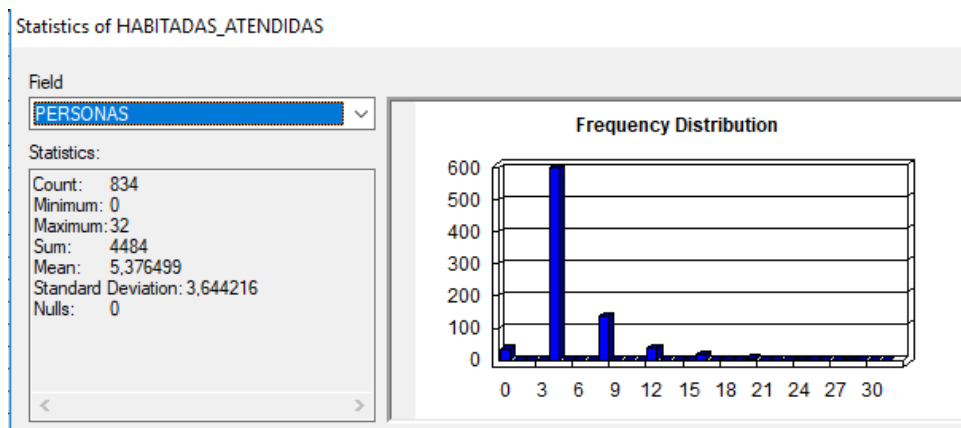 Statistics of HABITADAS_ATENDIDAS
Field
PERSONAS
Statistics:
Count: 834
Minimum: 0
Maximum: 32
Sum: 4484
Mean: 5,376499
Standard Deviation: 3,644216
Nulls: 0
Frequency Distribution
600
500
400
300
200
100
0
0 3 6 9 12 15 18 21 24 27 30